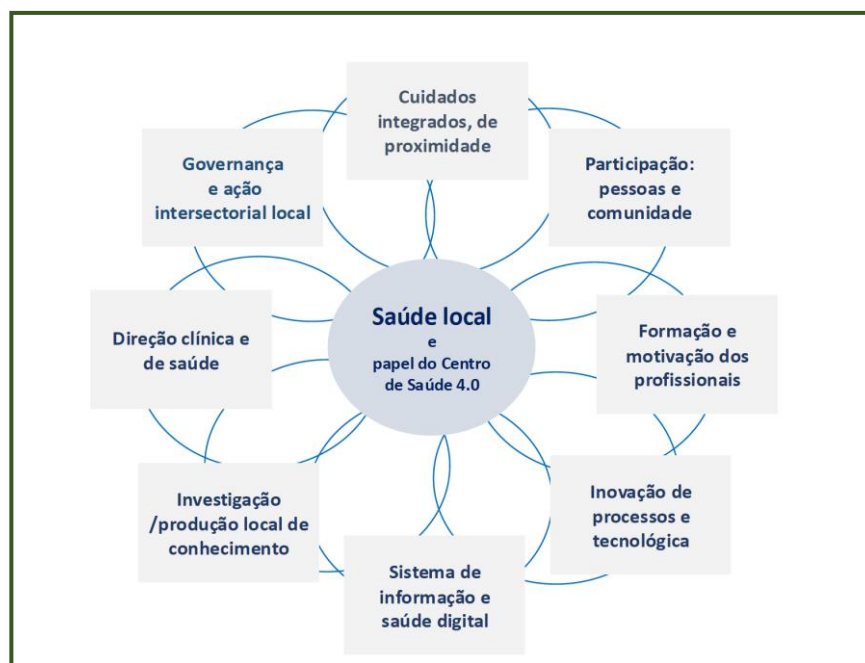 Cuidados
integrados, de
proximidade
Participação:
pessoas e
comunidade
Formação e
motivação dos
profissionais
Inovação de
processos e
tecnológica
Sistema de
informação e
saúde digital
Investigação
/produção local de
conhecimento
Direção clínica e
de saúde
Governança
e ação
intersectorial local
Saúde local
e
papel do Centro
de Saúde 4.0